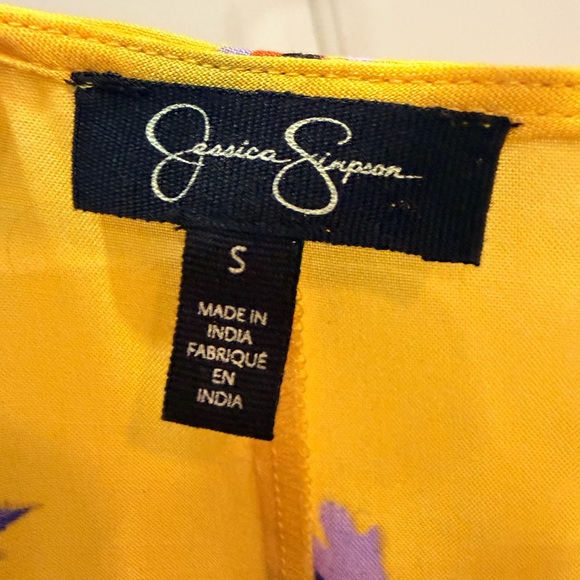 Jessica Simpson
S
MADE IN
INDIA
FABRIQUÉ
EN
INDIA